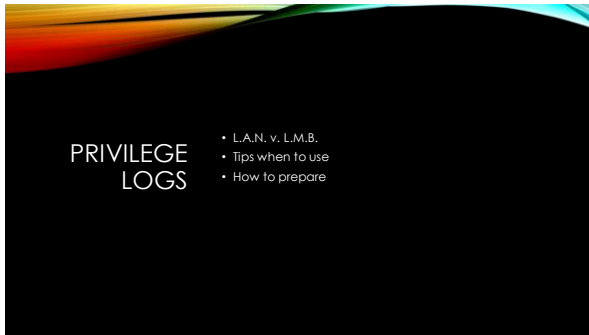 PRIVILEGE
LOGS
• L.A.N. v. L.M.B.
• Tips when to use
• How to prepare